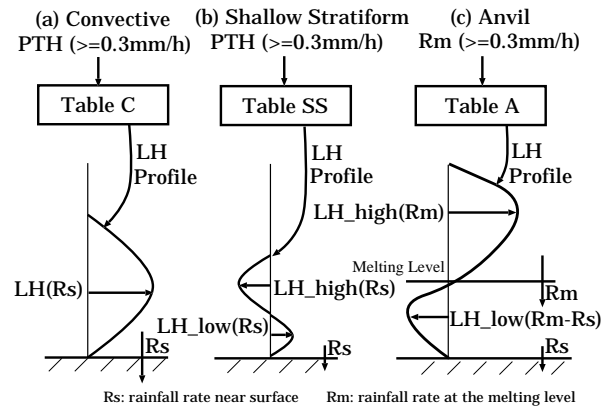 (a) Convective
PTH (>=0.3mm/h)
Table C
LH
Profile
LH(Rs)
Rs
(b) Shallow Stratiform
PTH (>=0.3mm/h)
Table SS
LH
Profile
LH_high(Rs)
LH_low(Rs)
Rs
(c) Anvil
Rm (>=0.3mm/h)
Table A
LH
Profile
LH_high(Rm)
Melting Level
Rm
LH_low(Rm-Rs)
Rs
Rs: rainfall rate near surface
Rm: rainfall rate at the melting level